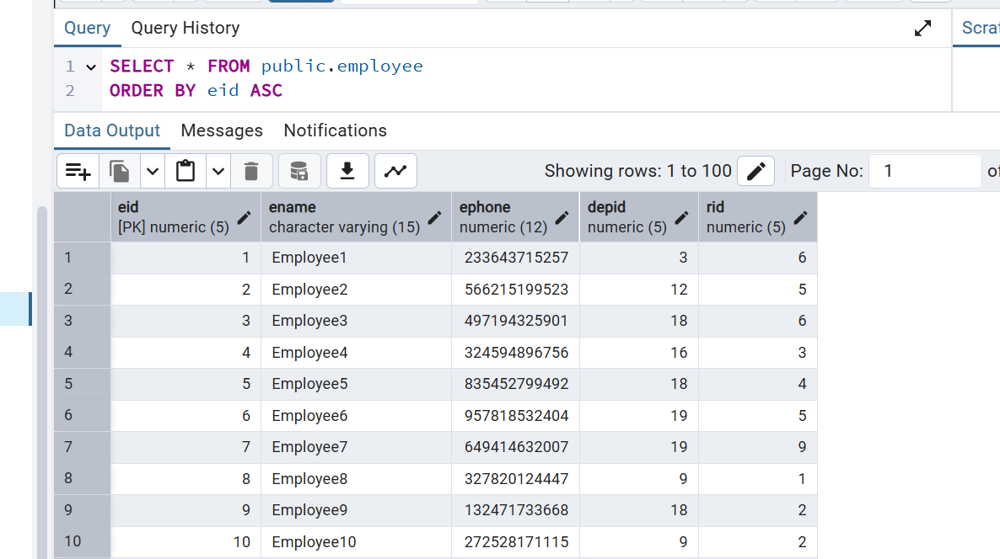 Query Query History Scrat
1 SELECT * FROM public.employee
2 ORDER BY eid ASC
Data Output Messages Notifications
Showing rows: 1 to 100 Page No: 1 of
eid ename ephone depid rid
[PK] numeric (5) character varying (15) numeric (12) numeric (5) numeric (5)
1 1 Employee1 233643715257 3 6
2 2 Employee2 566215199523 12 5
3 3 Employee3 497194325901 18 6
4 4 Employee4 324594896756 16 3
5 5 Employee5 835452799492 18 4
6 6 Employee6 957818532404 19 5
7 7 Employee7 649414632007 19 9
8 8 Employee8 327820124447 9 1
9 9 Employee9 132471733668 18 2
10 10 Employee10 272528171115 9 2